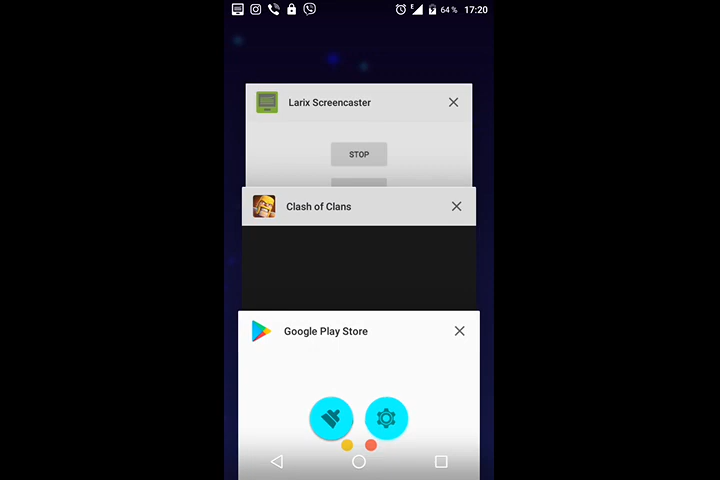 E 64 % 17:20
Larix Screencaster
STOP
Clash of Clans
Google Play Store